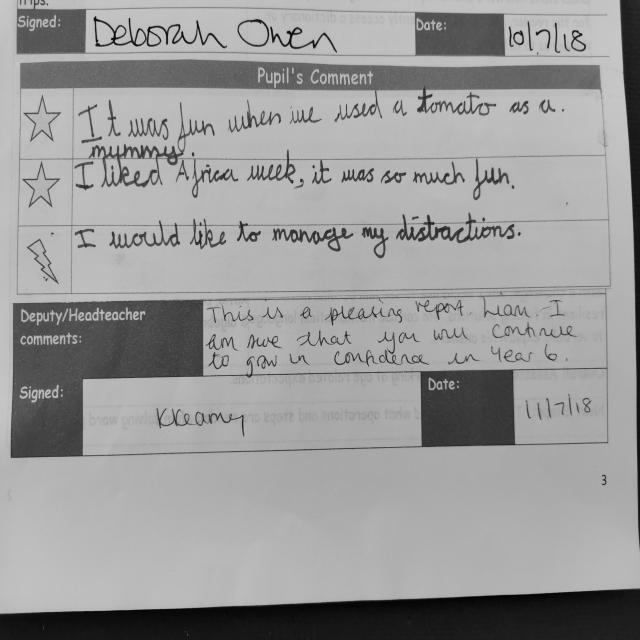 Trips.
Signed: Deborah Owen Date: 10/7/18
Pupil's Comment
It was fun when we used a tomato as a
mummy.
I liked Africa week, it was so much fun.
I would like to manage my distractions.
Deputy/Headteacher
comments:
This is a pleasing report Liam. I
am sure that you will continue
to grow in confidence in Year 6.
Signed: Date: 11/7/18
3